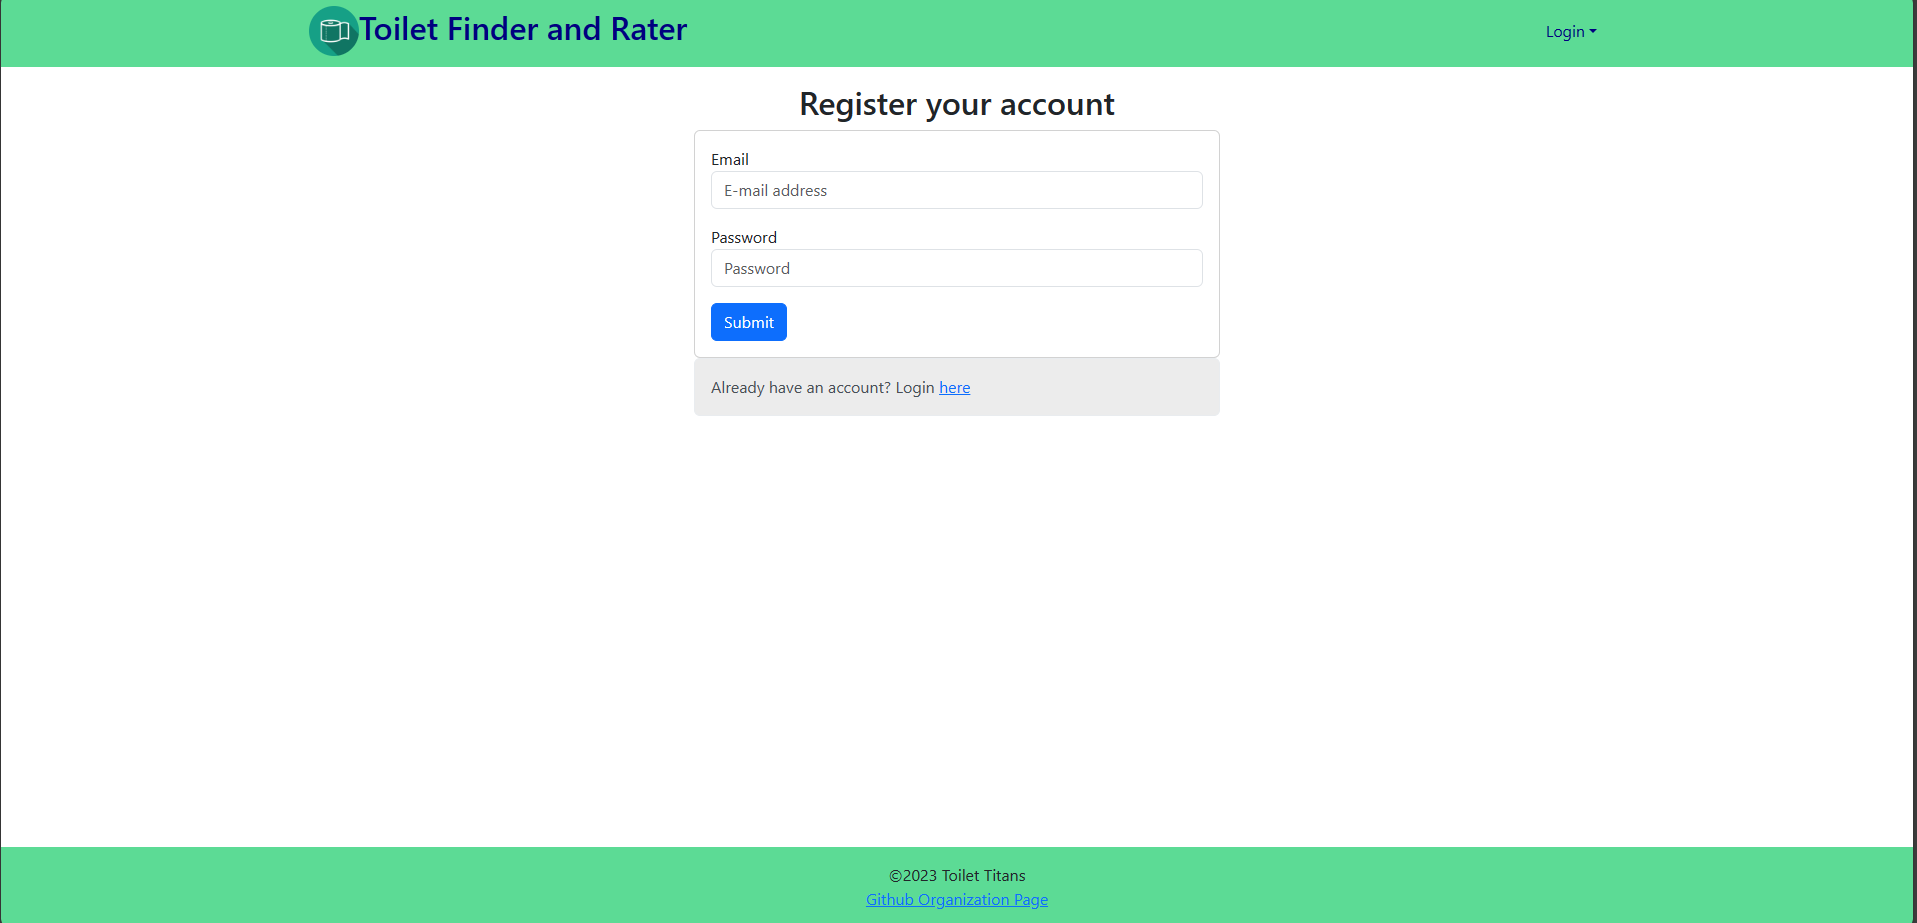 Toilet Finder and Rater
Login
Register your account
Email
E-mail address
Password
Password
Submit
Already have an account? Login here
©2023 Toilet Titans
Github Organization Page